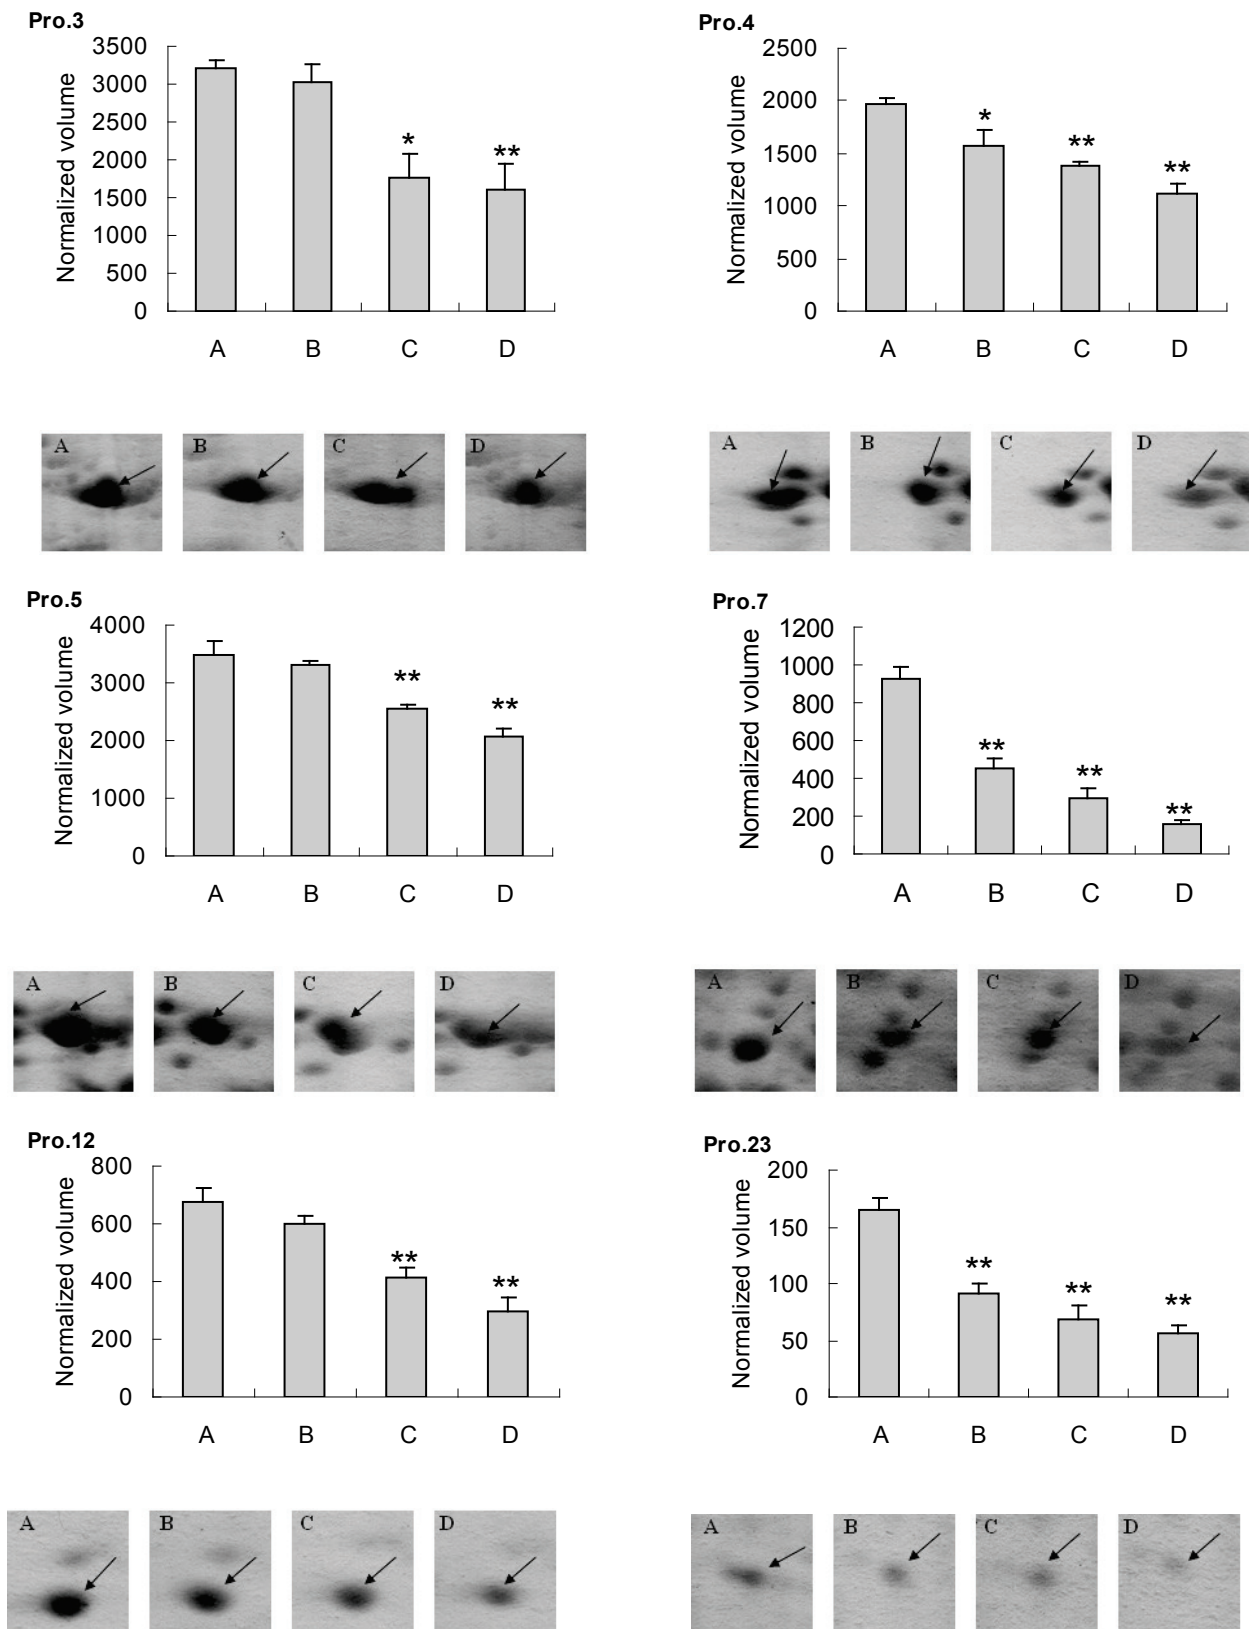 Pro.3
Normalized volume
3500
3000
2500
2000
1500
1000
500
0
*
**
A B C D
A B C D
Pro.4
Normalized volume
2500
2000
1500
1000
500
0
*
**
**
A B C D
A B C D
Pro.5
Normalized volume
4000
3000
2000
1000
0
**
**
A B C D
A B C D
Pro.7
Normalized volume
1200
1000
800
600
400
200
0
**
**
**
A B C D
A B C D
Pro.12
Normalized volume
800
600
400
200
0
**
**
A B C D
A B C D
Pro.23
Normalized volume
200
150
100
50
0
**
**
**
A B C D
A B C D